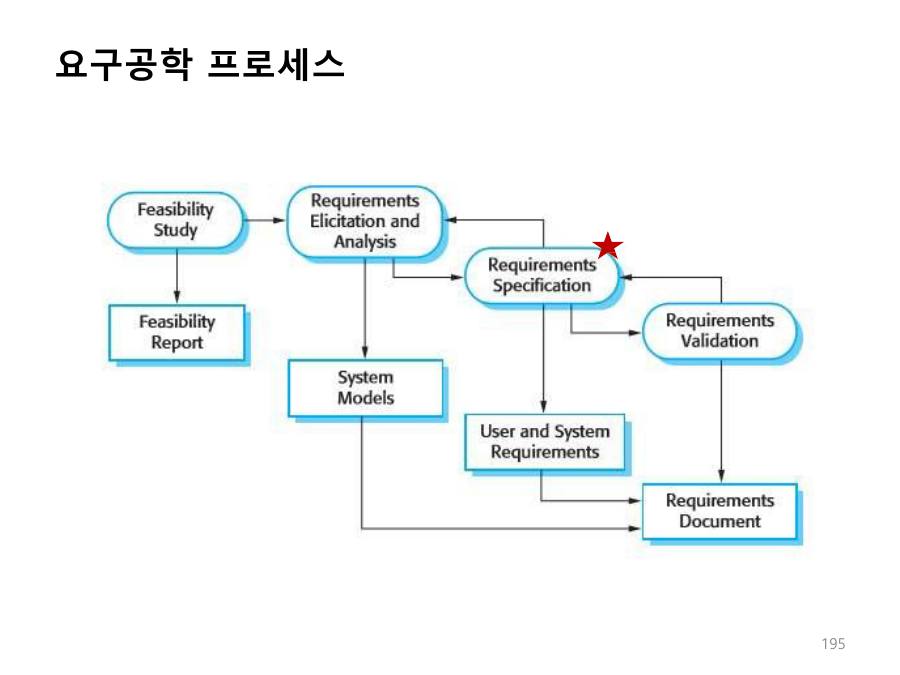 요구공학 프로세스
Feasibility
Study
Requirements
Elicitation and
Analysis
Requirements
Specification
Requirements
Validation
Feasibility
Report
System
Models
User and System
Requirements
Requirements
Document
195